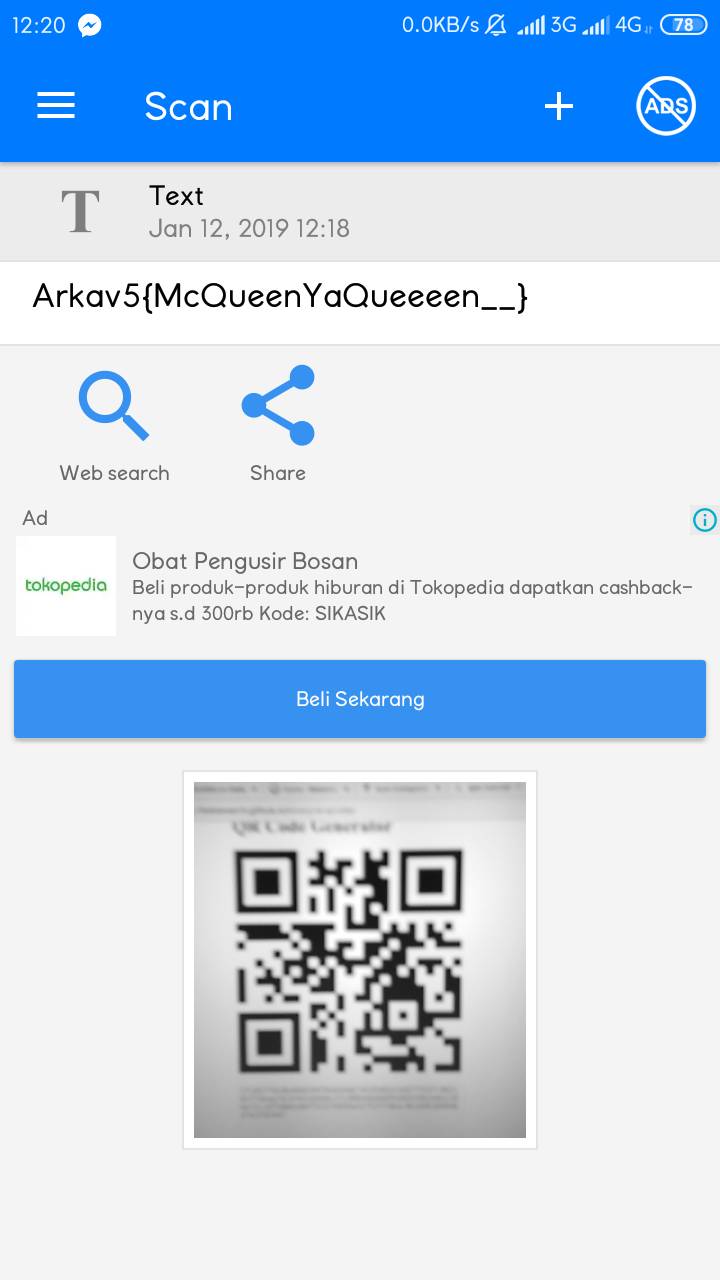 12:20 0.0KB/s 3G 4G 78
Scan
ADS
T
Text
Jan 12, 2019 12:18
Arkav5{McQueenYaQueeeen__}
Web search Share
Ad
tokopedia
Obat Pengusir Bosan
Beli produk-produk hiburan di Tokopedia dapatkan cashback-
nya s.d 300rb Kode: SIKASIK
Beli Sekarang
QR Code Generator